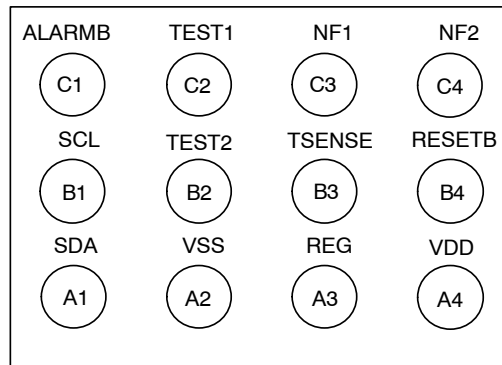 ALARMB TEST1 NF1 NF2
C1 C2 C3 C4
SCL TEST2 TSENSE RESETB
B1 B2 B3 B4
SDA VSS REG VDD
A1 A2 A3 A4